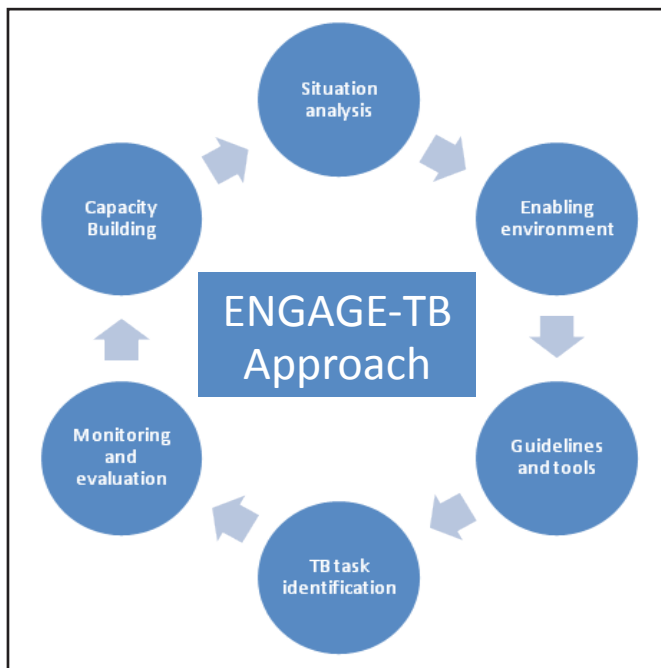 Situation
analysis
Enabling
environment
Guidelines
and tools
TB task
identification
Monitoring
and
evaluation
Capacity
Building
ENGAGE-TB
Approach